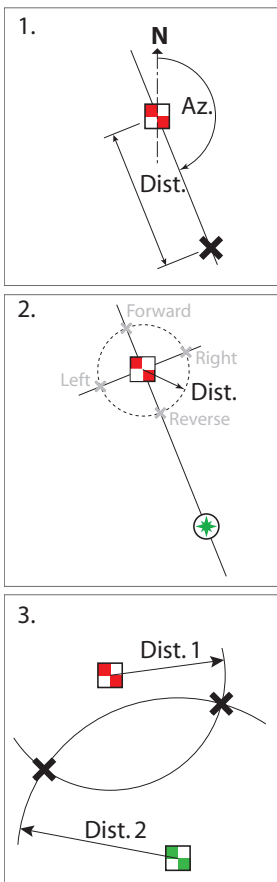 1.
N
Az.
Dist.
2.
Forward
Right
Left
Dist.
Reverse
3.
Dist. 1
Dist. 2